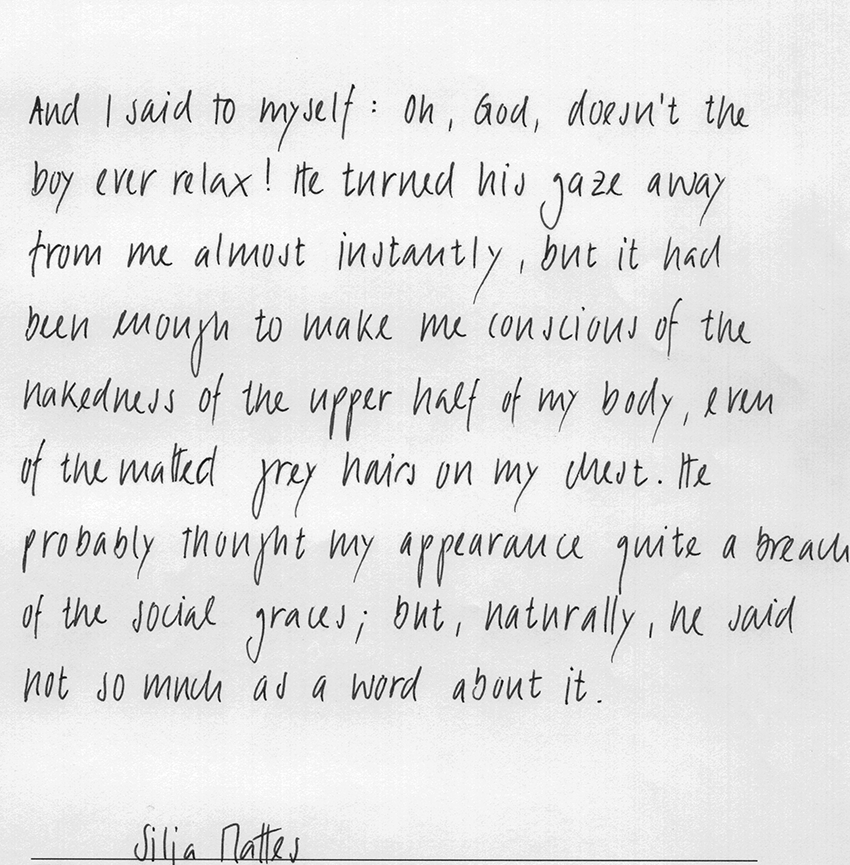 And I said to myself: Oh, God, doesn't the
boy ever relax! He turned his gaze away
from me almost instantly, but it had
been enough to make me conscious of the
nakedness of the upper half of my body, even
of the matted grey hairs on my chest. He
probably thought my appearance quite a breach
of the social graces; but, naturally, he said
not so much as a word about it.
Silja Mattes